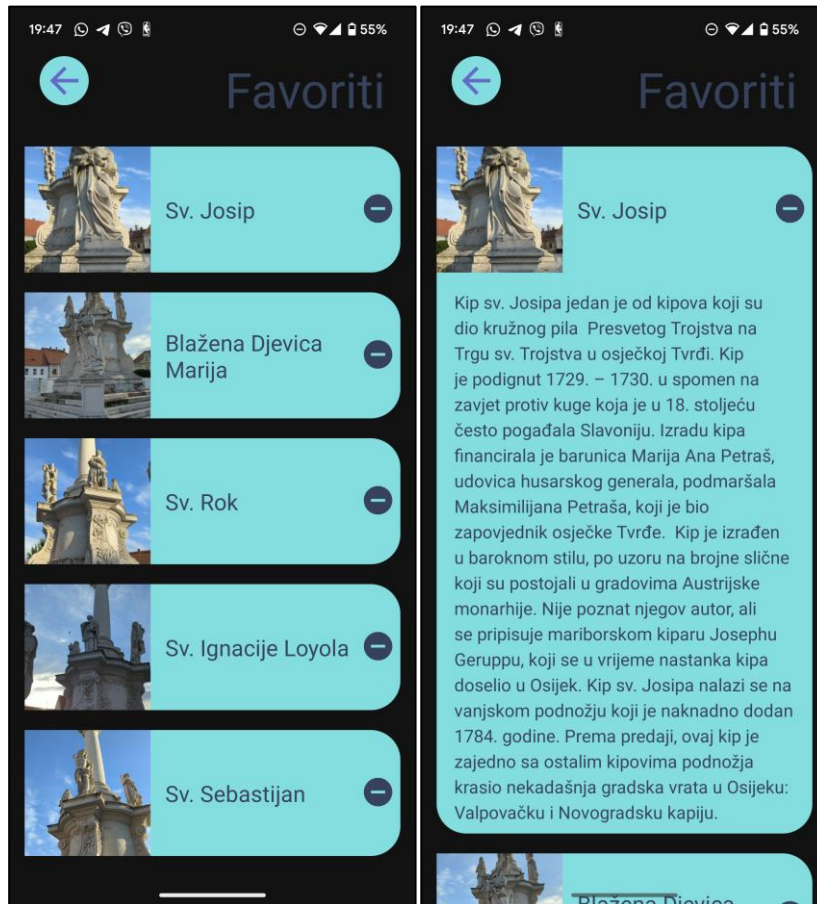 19:47
55%
Favoriti
Sv. Josip
Blažena Djevica
Marija
Sv. Rok
Sv. Ignacije Loyola
Sv. Sebastijan
19:47
55%
Favoriti
Sv. Josip
Kip sv. Josipa jedan je od kipova koji su
dio kružnog pila  Presvetog Trojstva na
Trgu sv. Trojstva u osječkoj Tvrđi. Kip
je podignut 1729. – 1730. u spomen na
zavjet protiv kuge koja je u 18. stoljeću
često pogađala Slavoniju. Izradu kipa
financirala je barunica Marija Ana Petraš,
udovica husarskog generala, podmaršala
Maksimilijana Petraša, koji je bio
zapovjednik osječke Tvrđe.  Kip je izrađen
u baroknom stilu, po uzoru na brojne slične
koji su postojali u gradovima Austrijske
monarhije. Nije poznat njegov autor, ali
se pripisuje mariborskom kiparu Josephu
Geruppu, koji se u vrijeme nastanka kipa
doselio u Osijek. Kip sv. Josipa nalazi se na
vanjskom podnožju koji je naknadno dodan
1784. godine. Prema predaji, ovaj kip je
zajedno sa ostalim kipovima podnožja
krasio nekadašnja gradska vrata u Osijeku:
Valpovačku i Novogradsku kapiju.
Blažena Djevica